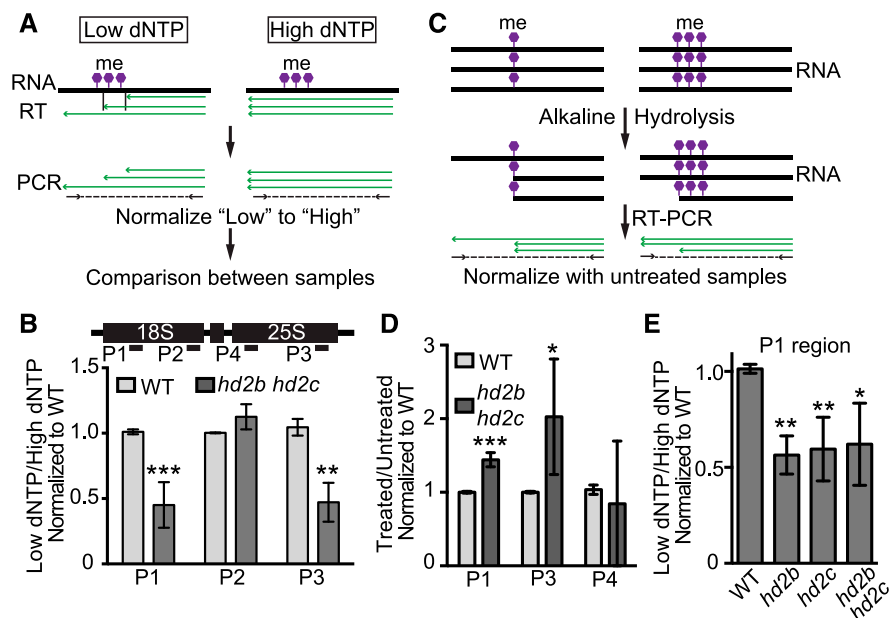 A
Low dNTP
High dNTP
me
me
RNA
RT
PCR
Normalize “Low” to “High”
Comparison between samples
C
me
me
RNA
Alkaline Hydrolysis
RNA
RT-PCR
Normalize with untreated samples
B
18S
25S
P1
P2
P4
P3
Low dNTP/High dNTP
Normalized to WT
1.5
1.0
0.5
0
WT
hd2b hd2c
***
**
P1
P2
P3
D
Treated/Untreated
Normalized to WT
3
2
1
0
WT
hd2b
hd2c
***
*
P1
P3
P4
E
P1 region
Low dNTP/High dNTP
Normalized to WT
1.0
0.5
0
**
**
*
WT
hd2b
hd2c
hd2b
hd2c